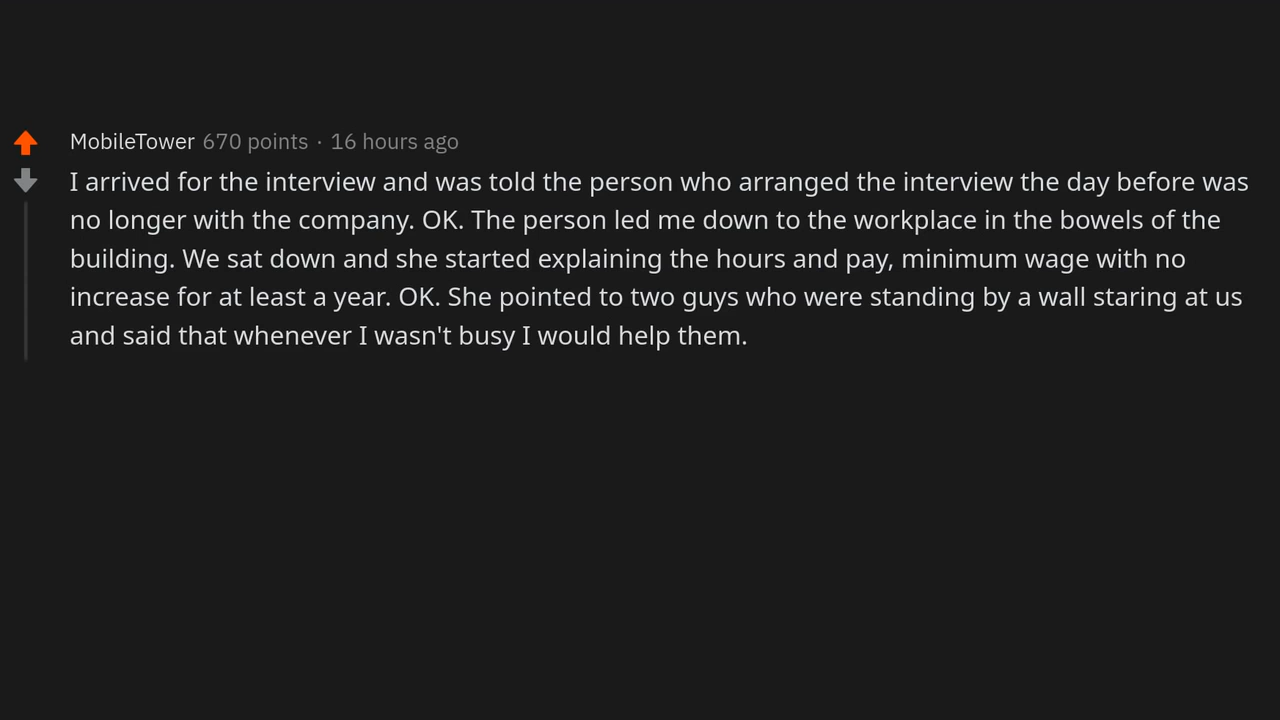 MobileTower 670 points · 16 hours ago
I arrived for the interview and was told the person who arranged the interview the day before was
no longer with the company. OK. The person led me down to the workplace in the bowels of the
building. We sat down and she started explaining the hours and pay, minimum wage with no
increase for at least a year. OK. She pointed to two guys who were standing by a wall staring at us
and said that whenever I wasn't busy I would help them.